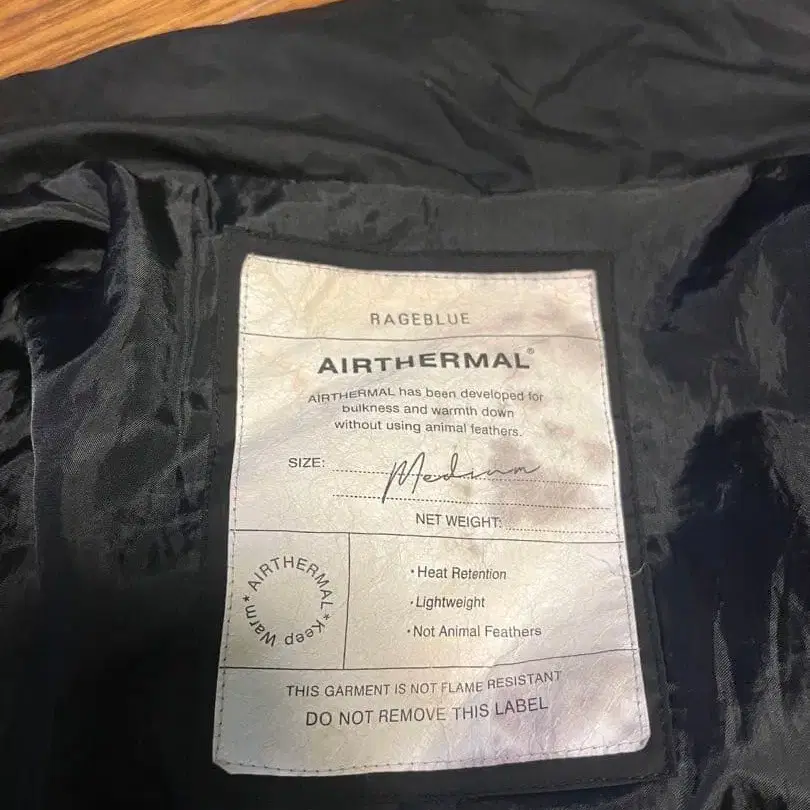 RAGEBLUE
AIRTHERMAL®
AIRTHERMAL has been developed for
bulkness and warmth down
without using animal feathers.
SIZE: Medium
NET WEIGHT:
* AIRTHERMAL * Keep Warm
• Heat Retention
• Lightweight
• Not Animal Feathers
THIS GARMENT IS NOT FLAME RESISTANT
DO NOT REMOVE THIS LABEL